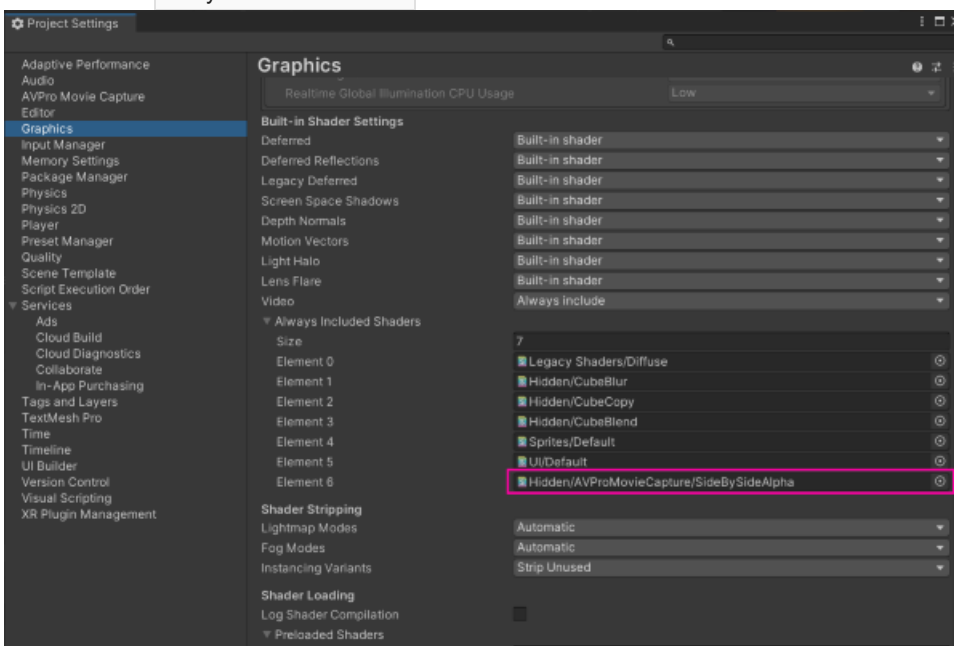 Project Settings
Graphics
Adaptive Performance
Audio
AVPro Movie Capture
Editor
Graphics
Input Manager
Memory Settings
Package Manager
Physics
Physics 2D
Player
Preset Manager
Quality
Scene Template
Script Execution Order
Services
Ads
Cloud Build
Cloud Diagnostics
Collaborate
In-App Purchasing
Tags and Layers
TextMesh Pro
Time
Timeline
UI Builder
Version Control
Visual Scripting
XR Plugin Management
Realtime Global Illumination CPU Usage Low
Built-in Shader Settings
Deferred Built-in shader
Deferred Reflections Built-in shader
Legacy Deferred Built-in shader
Screen Space Shadows Built-in shader
Depth Normals Built-in shader
Motion Vectors Built-in shader
Light Halo Built-in shader
Lens Flare Built-in shader
Video Always include
Always Included Shaders
Size 7
Element 0 Legacy Shaders/Diffuse
Element 1 Hidden/CubeBlur
Element 2 Hidden/CubeCopy
Element 3 Hidden/CubeBlend
Element 4 Sprites/Default
Element 5 UI/Default
Element 6 Hidden/AVProMovieCapture/SideBySideAlpha
Shader Stripping
Lightmap Modes Automatic
Fog Modes Automatic
Instancing Variants Strip Unused
Shader Loading
Log Shader Compilation
Preloaded Shaders